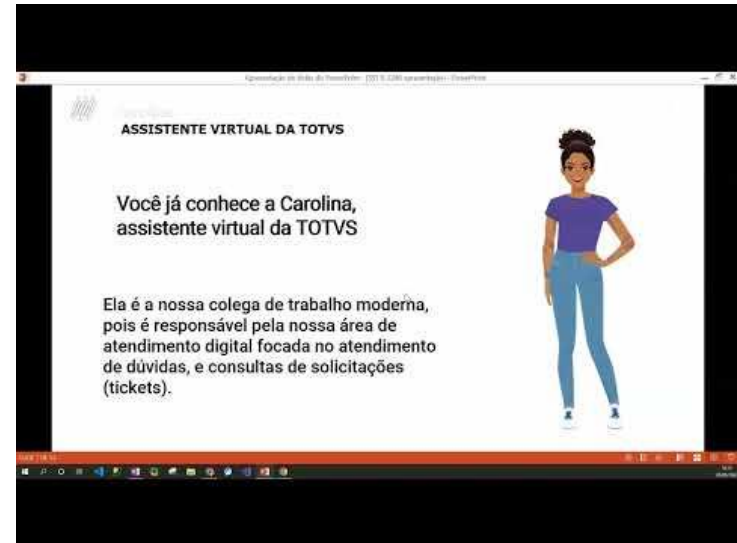 ASSISTENTE VIRTUAL DA TOTVS
Você já conhece a Carolina,
assistente virtual da TOTVS
Ela é a nossa colega de trabalho moderna,
pois é responsável pela nossa área de
atendimento digital focada no atendimento
de dúvidas, e consultas de solicitações
(tickets).